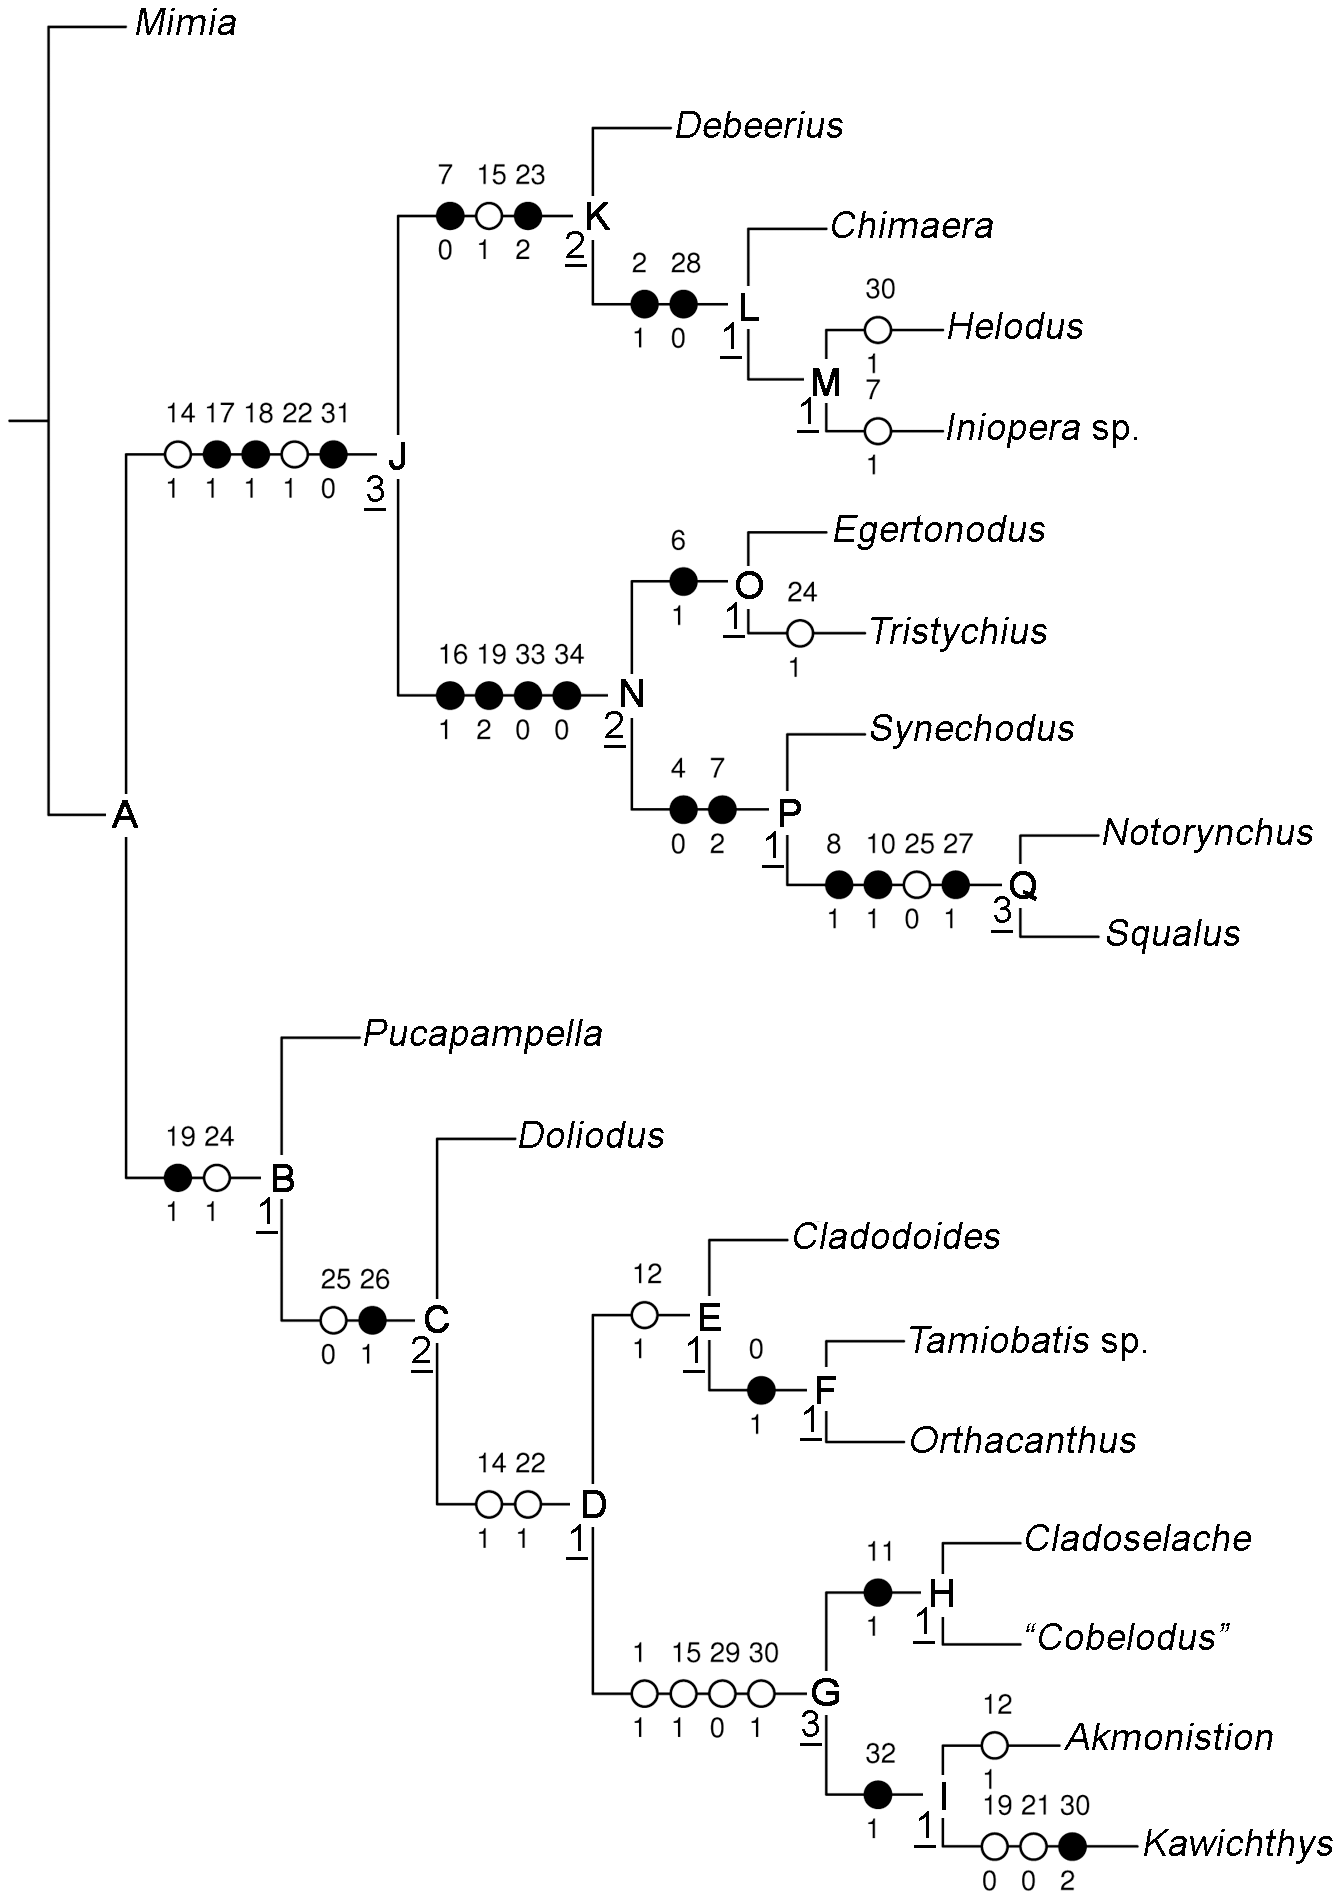 Mimia
Debeerius
7 15 23
K
0 1 2
2
Chimaera
2 28
L
1 0
1
30
Helodus
1
M
1
7
Iniopera sp.
1
14 17 18 22 31
J
1 1 1 1 0
3
Egertonodus
6
O
1
1
24
Tristychius
1
16 19 33 34
N
1 2 0 0
2
Synechodus
4 7
P
0 2
1
Notorynchus
8 10 25 27
Q
1 1 0 1
3
Squalus
A
Pucapampella
19 24
B
1 1
1
Doliodus
25 26
C
0 1
2
Cladodoides
12
E
1
1
Tamiobatis sp.
0
F
1
1
Orthacanthus
14 22
D
1 1
1
Cladoselache
11
H
1
1
“Cobelodus”
1 15 29 30
G
1 1 0 1
3
12
Akmonistion
1
32
I
1
1
19 21 30
Kawichthys
0 0 2